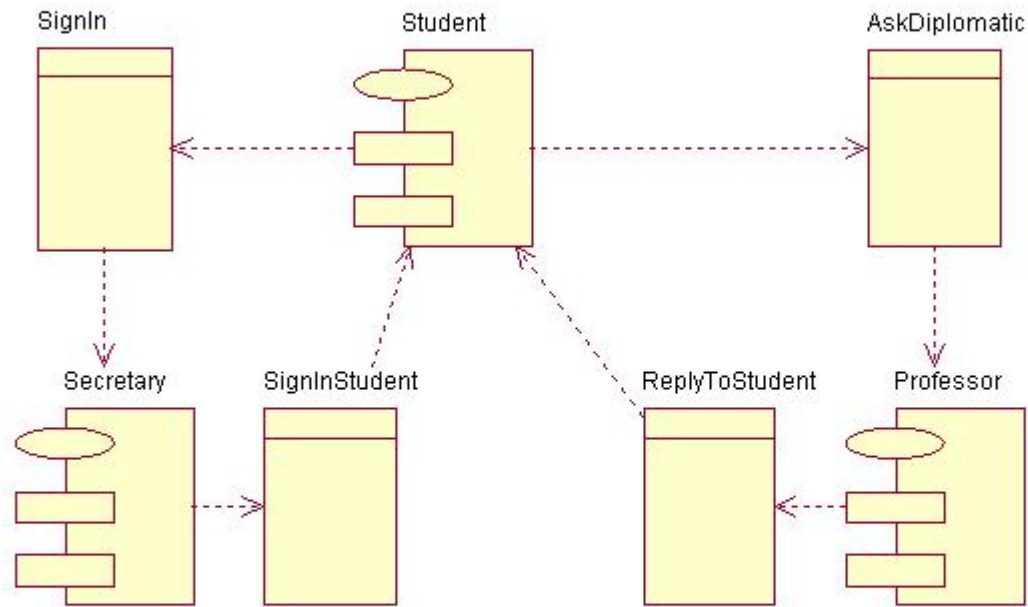 SignIn
Student
AskDiplomatic
Secretary
SignInStudent
ReplyToStudent
Professor